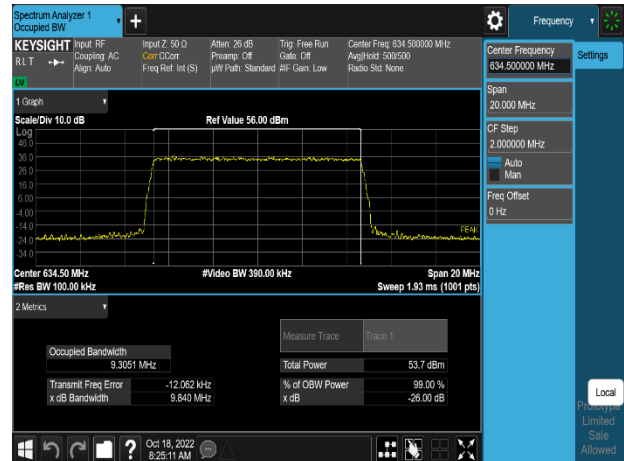 Spectrum Analyzer 1
Occupied BW
Frequency
KEYSIGHT
Input: RF
Input Z: 50 Ω
Atten: 26 dB
Trig: Free Run
Center Freq: 634.500000 MHz
RLT
Coupling: AC
Corr CCorr
Preamp: Off
Gate: Off
Avg|Hold: 500/500
Align: Auto
Freq Ref: Int (S)
µW Path: Standard
#IF Gain: Low
Radio Std: None
1 Graph
Scale/Div 10.0 dB
Ref Value 56.00 dBm
Log
46.0
36.0
26.0
16.0
6.00
-4.00
-14.0
-24.0
-34.0
PEAK
Center 634.50 MHz
#Video BW 390.00 kHz
Span 20 MHz
#Res BW 100.00 kHz
Sweep 1.93 ms (1001 pts)
2 Metrics
Measure Trace
Trace 1
Occupied Bandwidth
9.3051 MHz
Total Power
53.7 dBm
Transmit Freq Error
-12.062 kHz
% of OBW Power
99.00 %
x dB Bandwidth
9.840 MHz
x dB
-26.00 dB
Oct 18, 2022
8:25:11 AM
Center Frequency
634.500000 MHz
Settings
Span
20.000 MHz
CF Step
2.000000 MHz
Auto
Man
Freq Offset
0 Hz
Local
Prototype
Limited
Sale
Allowed